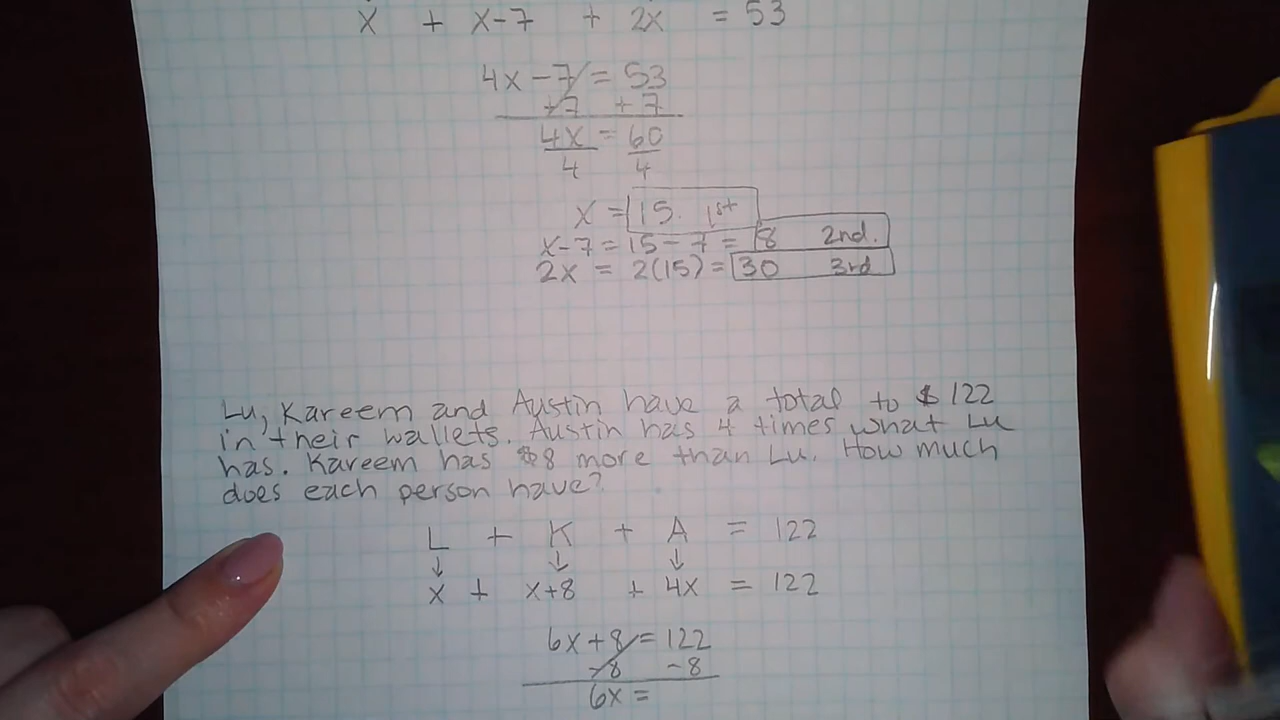 x + x-7 + 2x = 53
4x - 7 = 53
+7 +7
4x = 60
4 4
x = 15. 1st
x-7 = 15 - 7 = 8 2nd.
2x = 2(15) = 30 3rd
Lu, Kareem and Austin have a total to $122
in their wallets. Austin has 4 times what Lu
has. Kareem has $8 more than Lu. How much
does each person have?
L + K + A = 122
↓ ↓ ↓
x + x+8 + 4x = 122
6x+8 = 122
-8 -8
6x =